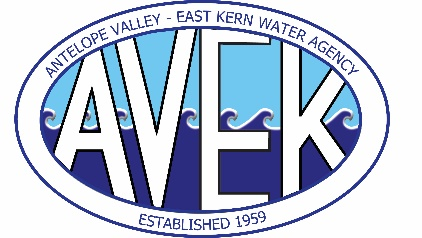 ANTELOPE VALLEY - EAST KERN WATER AGENCY
AVEK
ESTABLISHED 1959